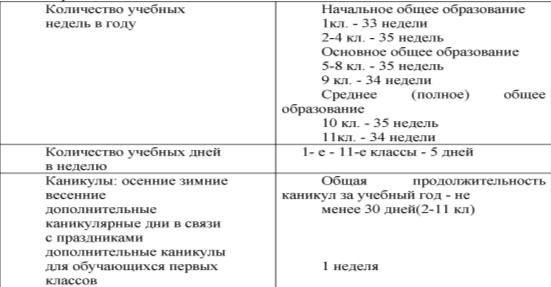 Количество учебных
недель в году
Начальное общее образование
1кл. - 33 недели
2-4 кл. - 35 недель
Основное общее образование
5-8 кл. - 35 недель
9 кл. - 34 недели
Среднее (полное) общее
образование
10 кл. - 35 недель
11кл. - 34 недели
Количество учебных дней
в неделю
1- е - 11-е классы - 5 дней
Каникулы: осенние зимние
весенние
дополнительные
каникулярные дни в связи
с праздниками
дополнительные каникулы
для обучающихся первых
классов
Общая продолжительность
каникул за учебный год - не
менее 30 дней(2-11 кл)
1 неделя